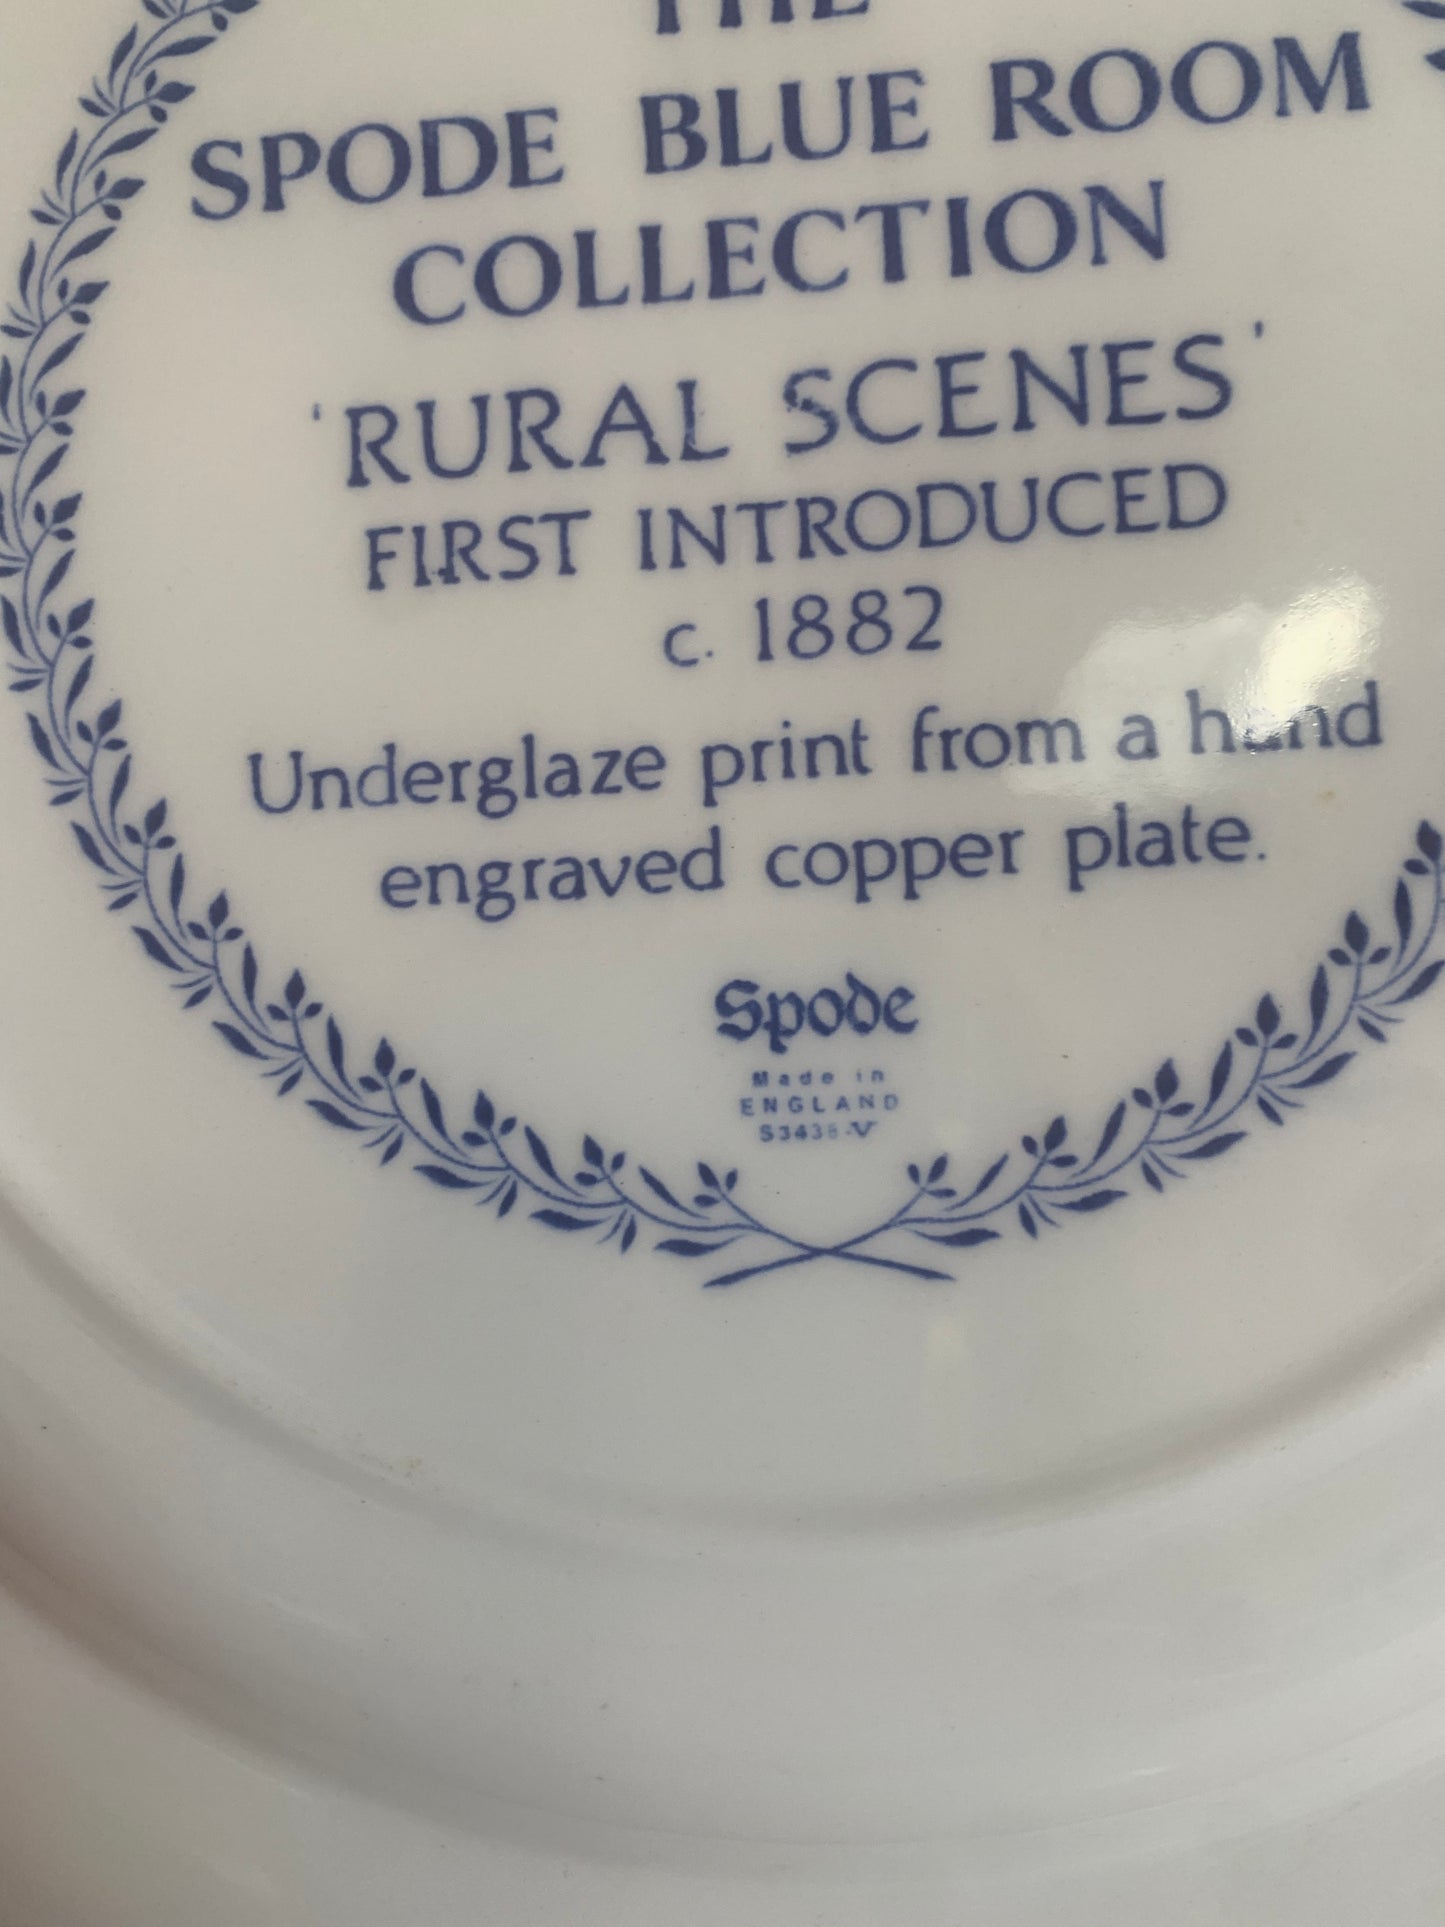 THE
SPODE BLUE ROOM
COLLECTION
'RURAL SCENES'
FIRST INTRODUCED
c. 1882
Underglaze print from a hand
engraved copper plate.
Spode
Made in
ENGLAND